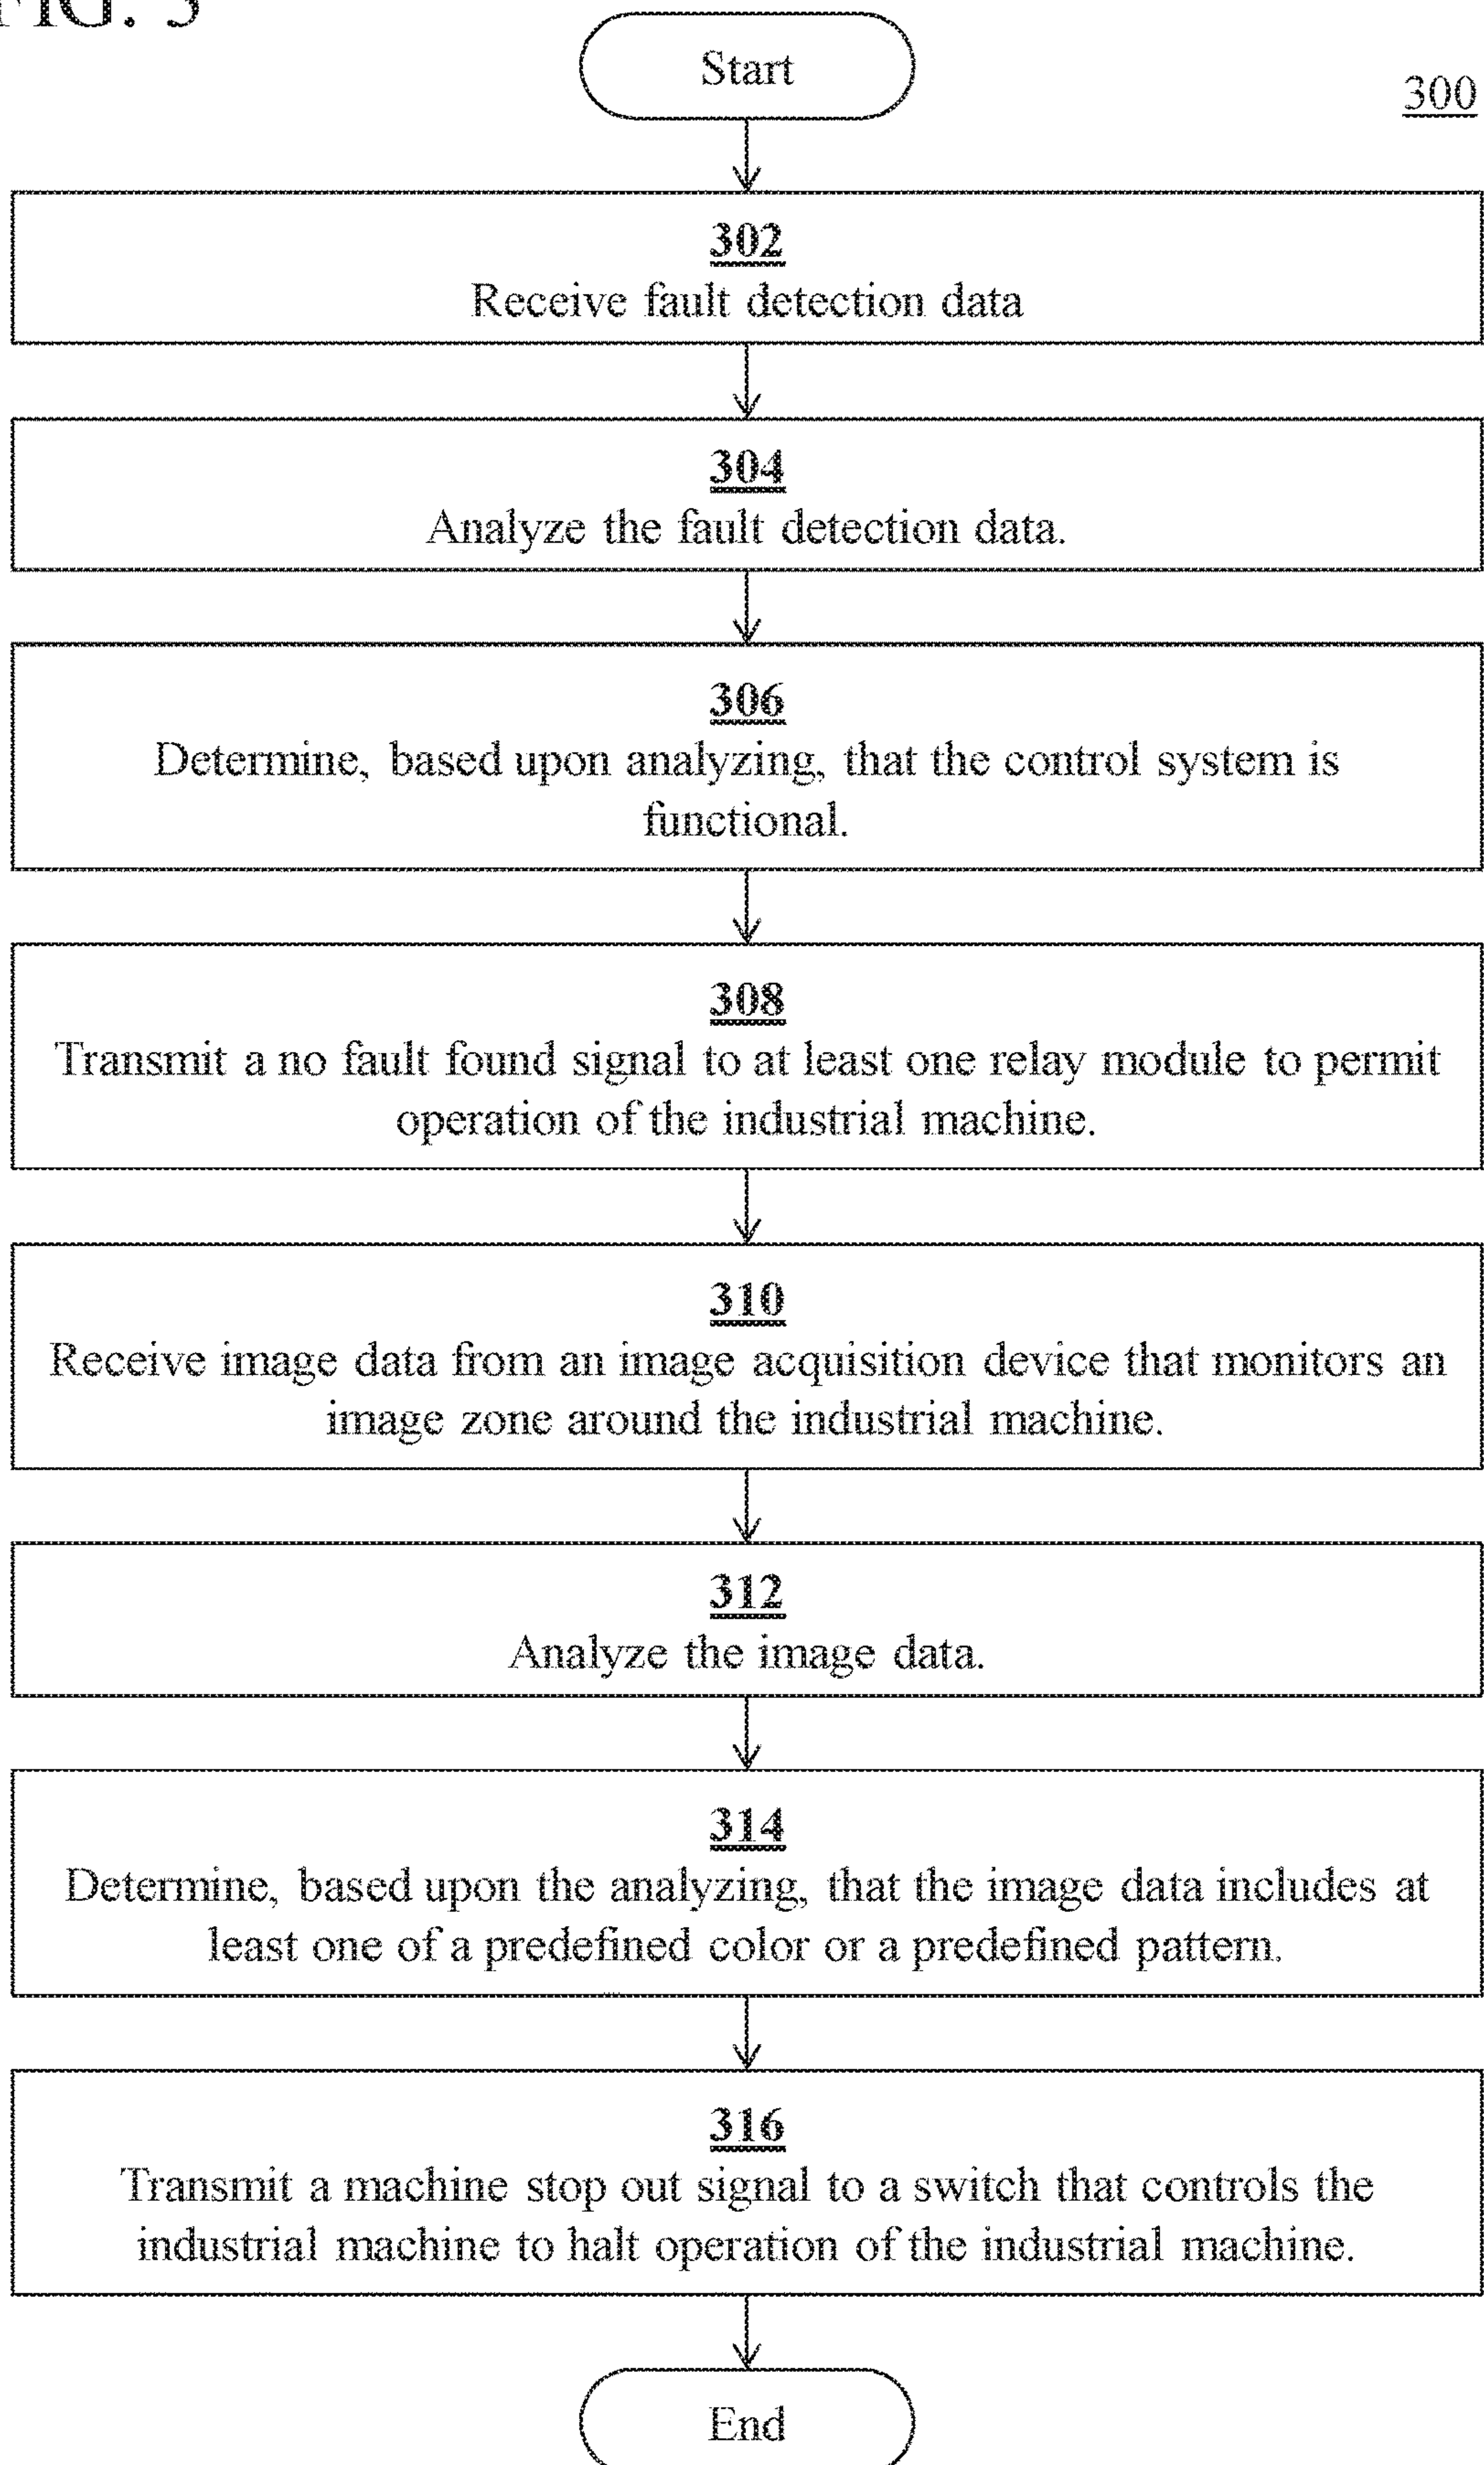 FIG. 3
Start
300
302
Receive fault detection data
304
Analyze the fault detection data.
306
Determine, based upon analyzing, that the control system is
functional.
308
Transmit a no fault found signal to at least one relay module to permit
operation of the industrial machine.
310
Receive image data from an image acquisition device that monitors an
image zone around the industrial machine.
312
Analyze the image data.
314
Determine, based upon the analyzing, that the image data includes at
least one of a predefined color or a predefined pattern.
316
Transmit a machine stop out signal to a switch that controls the
industrial machine to halt operation of the industrial machine.
End